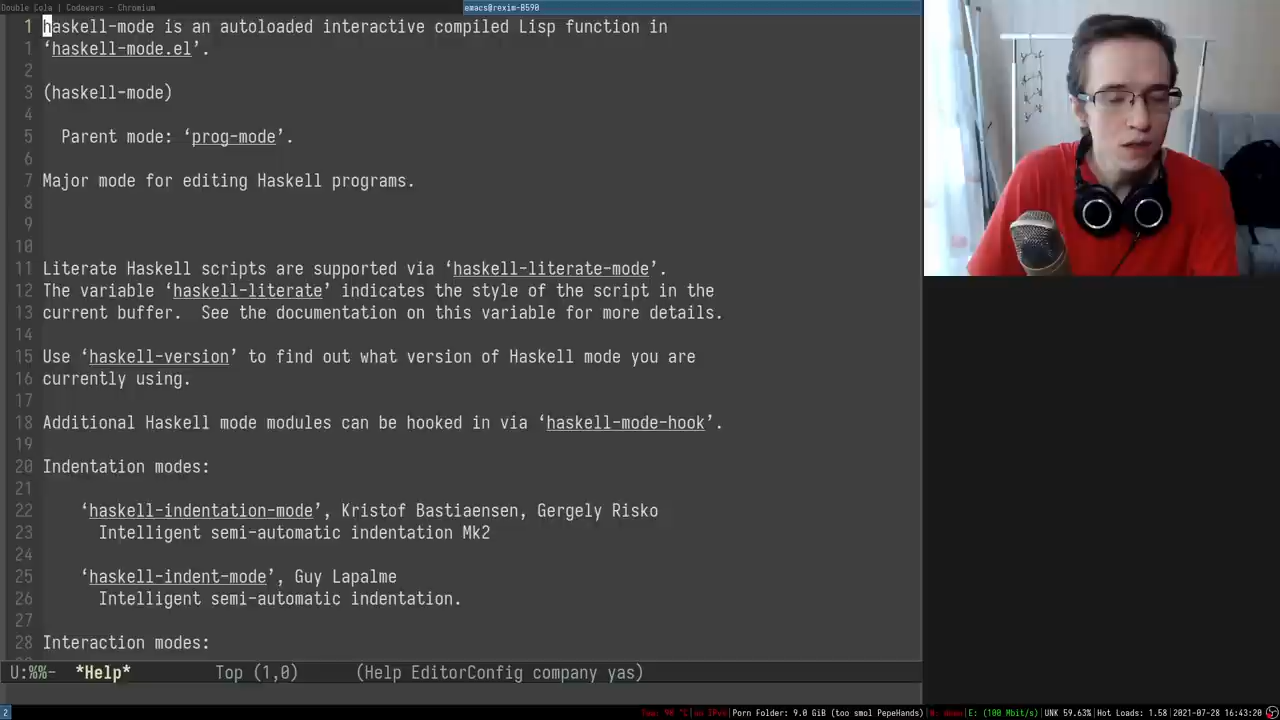 Double Cola | Codewars - Chromium
emacs@rexim-8590
1 haskell-mode is an autoloaded interactive compiled Lisp function in
1 ‘haskell-mode.el’.
2
3 (haskell-mode)
4
5 Parent mode: ‘prog-mode’.
6
7 Major mode for editing Haskell programs.
8
9
10
11 Literate Haskell scripts are supported via ‘haskell-literate-mode’.
12 The variable ‘haskell-literate’ indicates the style of the script in the
13 current buffer.  See the documentation on this variable for more details.
14
15 Use ‘haskell-version’ to find out what version of Haskell mode you are
16 currently using.
17
18 Additional Haskell mode modules can be hooked in via ‘haskell-mode-hook’.
19
20 Indentation modes:
21
22 ‘haskell-indentation-mode’, Kristof Bastiaensen, Gergely Risko
23 Intelligent semi-automatic indentation Mk2
24
25 ‘haskell-indent-mode’, Guy Lapalme
26 Intelligent semi-automatic indentation.
27
28 Interaction modes:
U:%%- *Help* Top (1,0) (Help EditorConfig company yas)
2 no IPv6|Porn Folder: 9.0 GiB (too smol PepeHands)|W: down|E: (100 Mbit/s)|UNK 59.63%|Hot Loads: 1.58|2021-07-28 16:43:20